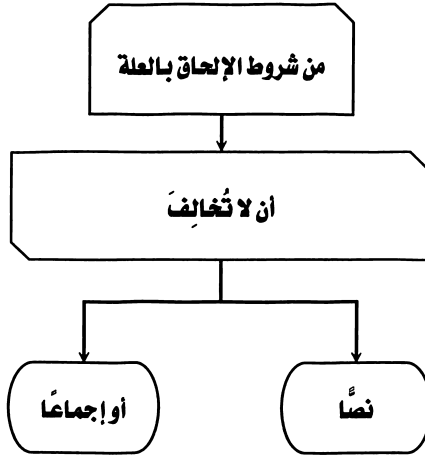 من شروط الإلحاق بالعلة
أن لا تُخالِفَ
نصًّا
أو إجماعًا